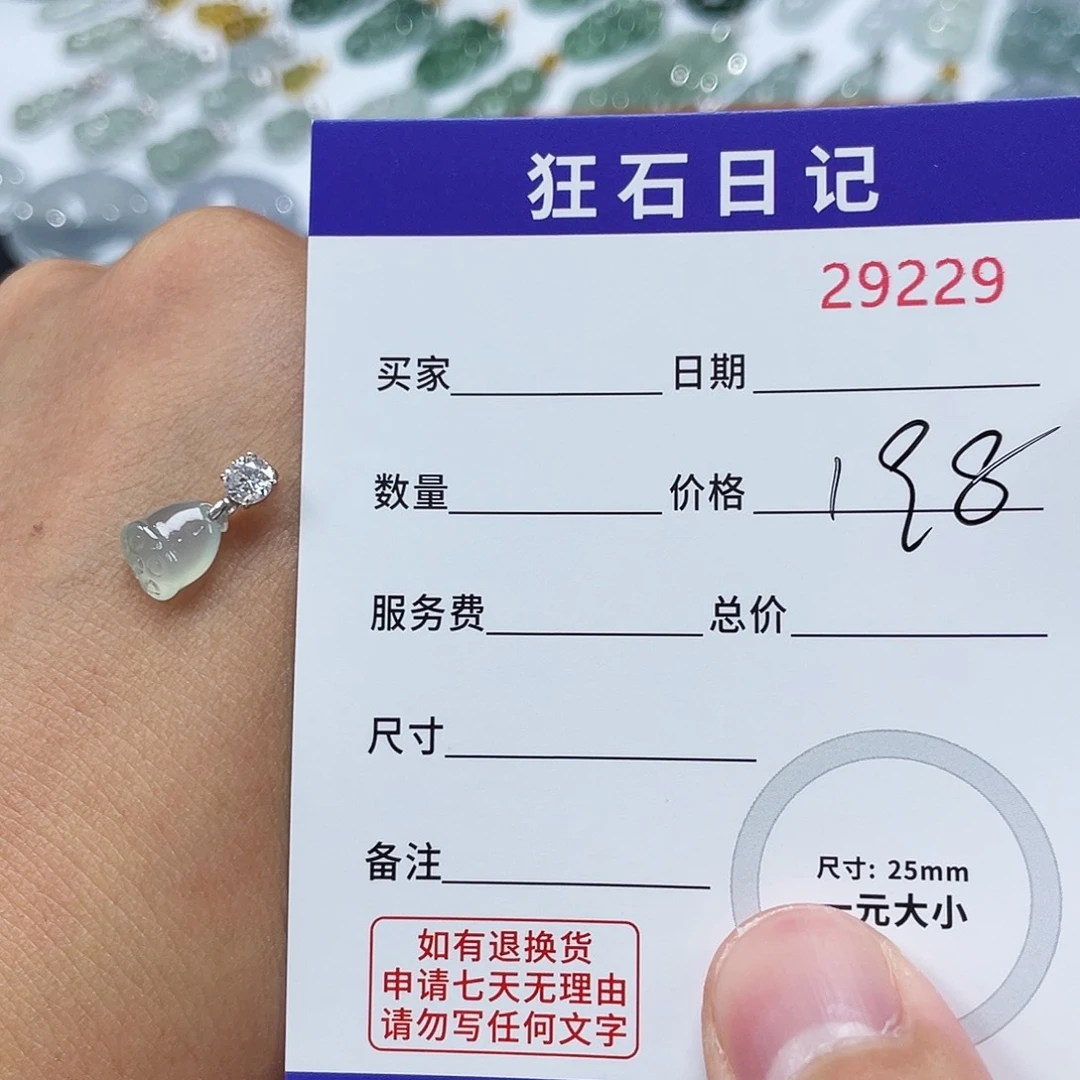 狂石日记
29229
买家 日期
数量 价格 198
服务费 总价
尺寸
备注
尺寸: 25mm
一元大小
如有退换货
申请七天无理由
请勿写任何文字